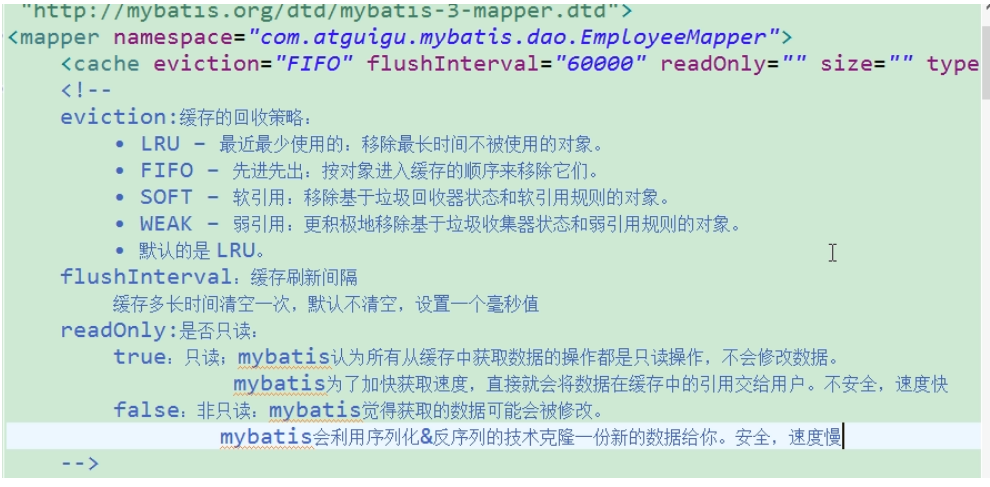 "http://mybatis.org/dtd/mybatis-3-mapper.dtd">
<mapper namespace="com.atguigu.mybatis.dao.EmployeeMapper">
<cache eviction="FIFO" flushInterval="60000" readOnly="" size="" type
<!--
eviction:缓存的回收策略：
• LRU – 最近最少使用的：移除最长时间不被使用的对象。
• FIFO – 先进先出：按对象进入缓存的顺序来移除它们。
• SOFT – 软引用：移除基于垃圾回收器状态和软引用规则的对象。
• WEAK – 弱引用：更积极地移除基于垃圾收集器状态和弱引用规则的对象。
• 默认的是 LRU。
flushInterval：缓存刷新间隔
缓存多长时间清空一次，默认不清空，设置一个毫秒值
readOnly:是否只读：
true：只读；mybatis认为所有从缓存中获取数据的操作都是只读操作，不会修改数据。
mybatis为了加快获取速度，直接就会将数据在缓存中的引用交给用户。不安全，速度快
false：非只读：mybatis觉得获取的数据可能会被修改。
mybatis会利用序列化&反序列的技术克隆一份新的数据给你。安全，速度慢
-->